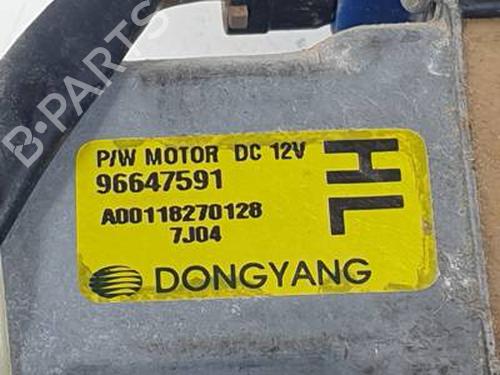 B-PARTS
P/W MOTOR DC 12V
96647591
A00118270128
7J04
HL
DONGYANG